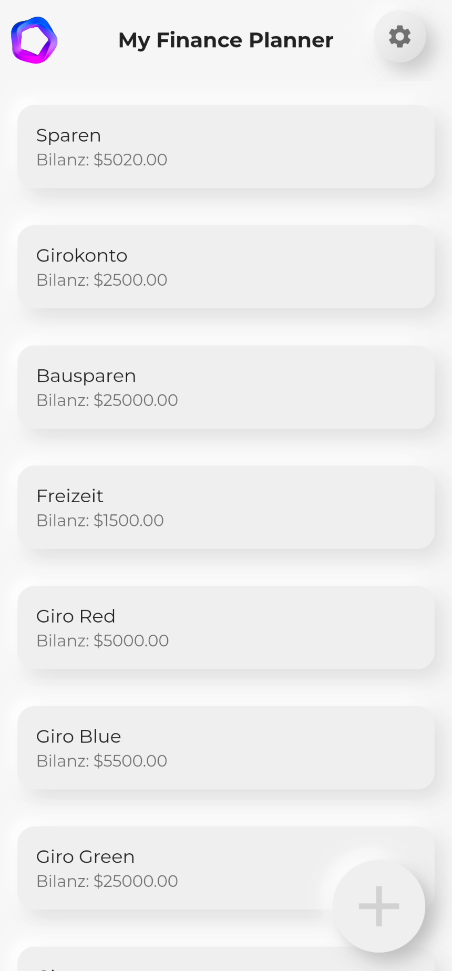 My Finance Planner
Sparen
Bilanz: $5020.00
Girokonto
Bilanz: $2500.00
Bausparen
Bilanz: $25000.00
Freizeit
Bilanz: $1500.00
Giro Red
Bilanz: $5000.00
Giro Blue
Bilanz: $5500.00
Giro Green
Bilanz: $25000.00